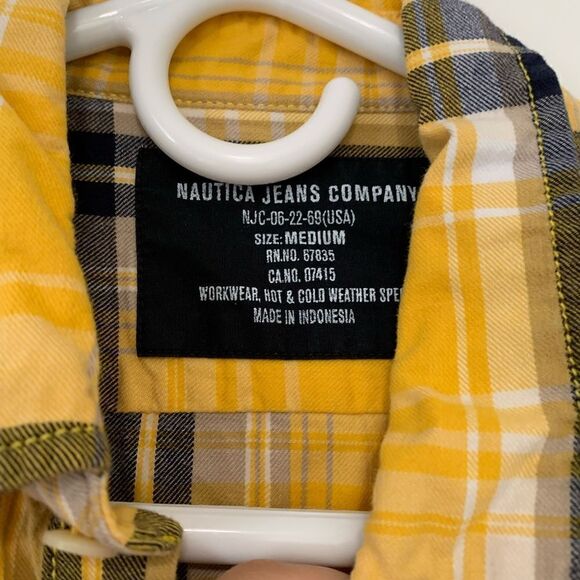 NAUTICA JEANS COMPANY
NJC-06-22-69(USA)
SIZE: MEDIUM
RN.NO. 67835
CA.NO. 07415
WORKWEAR, HOT & COLD WEATHER SPE
MADE IN INDONESIA